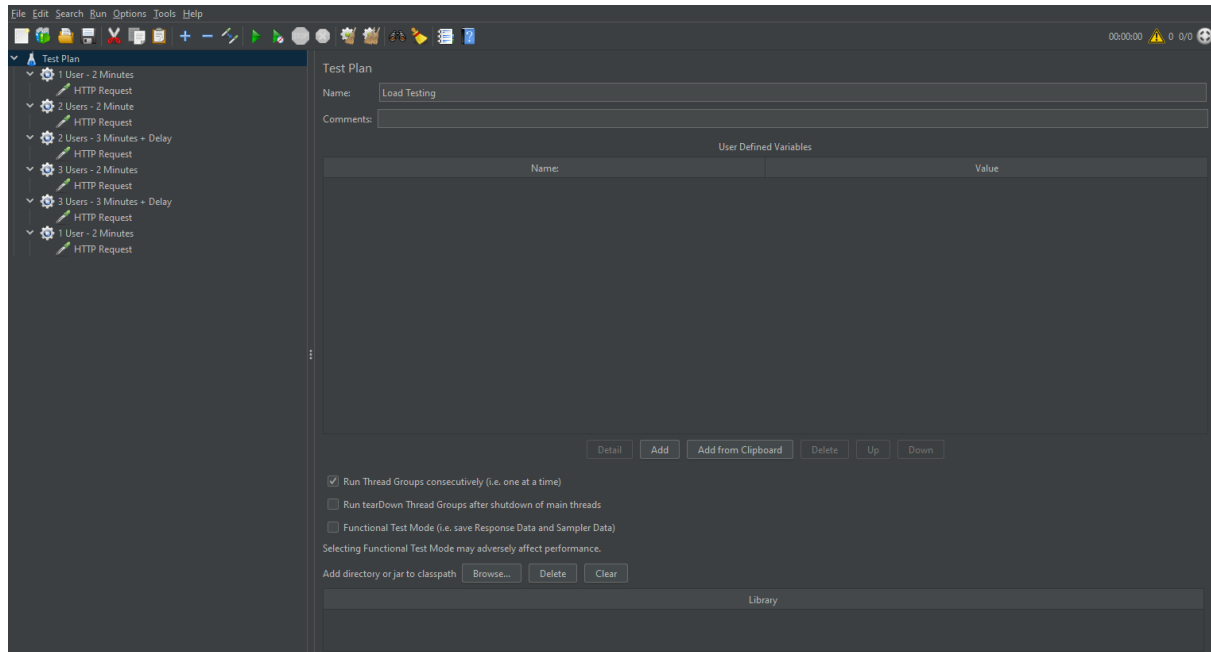 File Edit Search Run Options Tools Help
00:00:00 0 0/0
Test Plan
1 User - 2 Minutes
HTTP Request
2 Users - 2 Minute
HTTP Request
2 Users - 3 Minutes + Delay
HTTP Request
3 Users - 2 Minutes
HTTP Request
3 Users - 3 Minutes + Delay
HTTP Request
1 User - 2 Minutes
HTTP Request
Test Plan
Name: Load Testing
Comments:
User Defined Variables
Name: Value
Detail Add Add from Clipboard Delete Up Down
Run Thread Groups consecutively (i.e. one at a time)
Run tearDown Thread Groups after shutdown of main threads
Functional Test Mode (i.e. save Response Data and Sampler Data)
Selecting Functional Test Mode may adversely affect performance.
Add directory or jar to classpath Browse... Delete Clear
Library